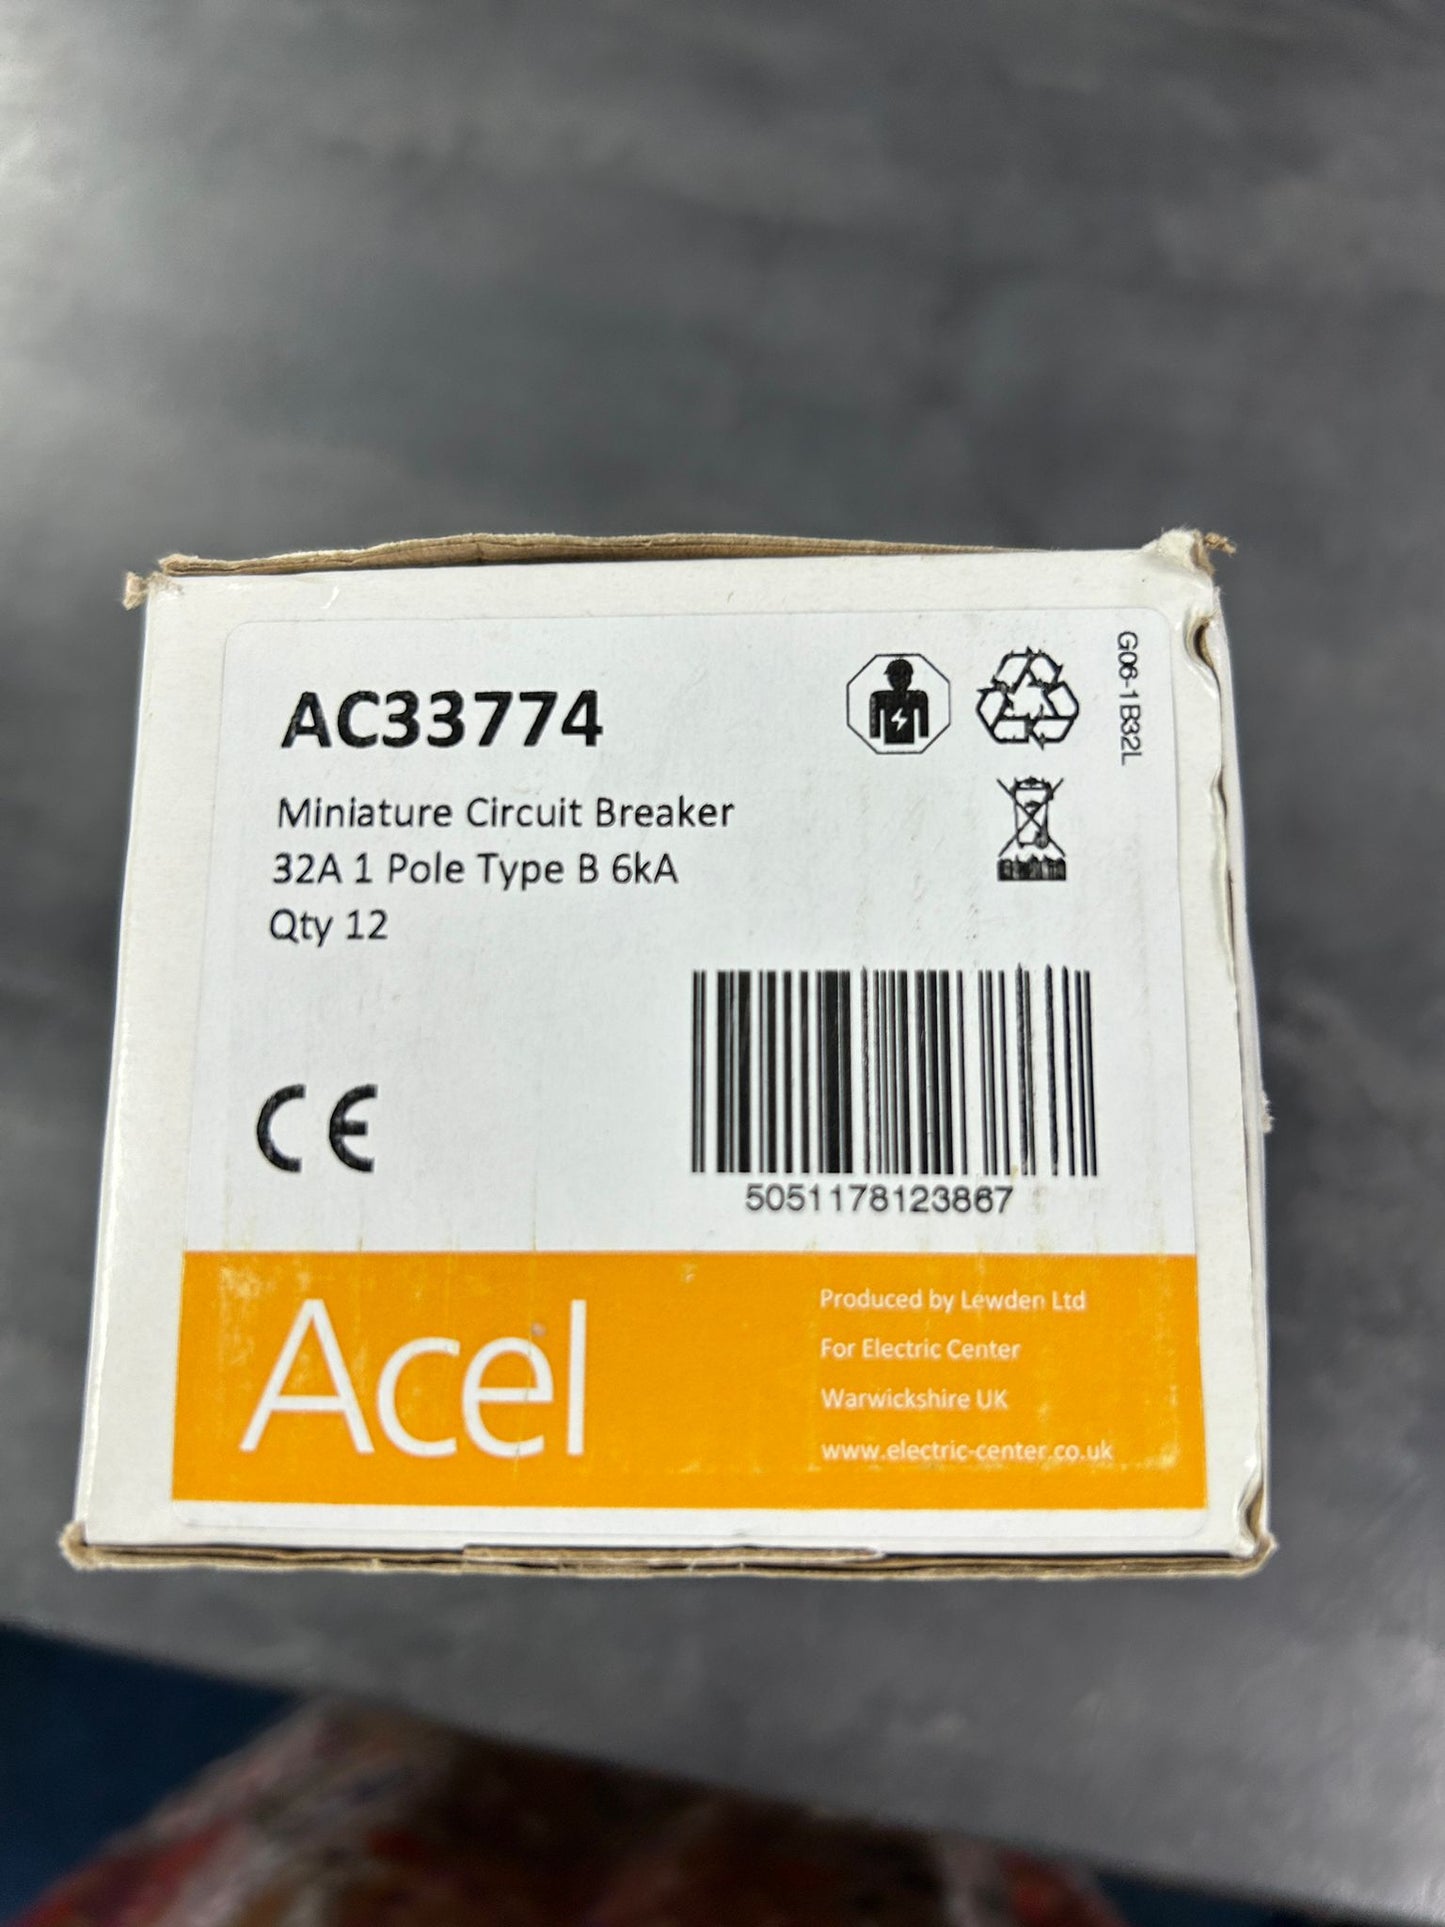 AC33774
G06-1B32L
Miniature Circuit Breaker
32A 1 Pole Type B 6kA
Qty 12
CE
5051178123867
Acel
Produced by Lewden Ltd
For Electric Center
Warwickshire UK
www.electric-center.co.uk